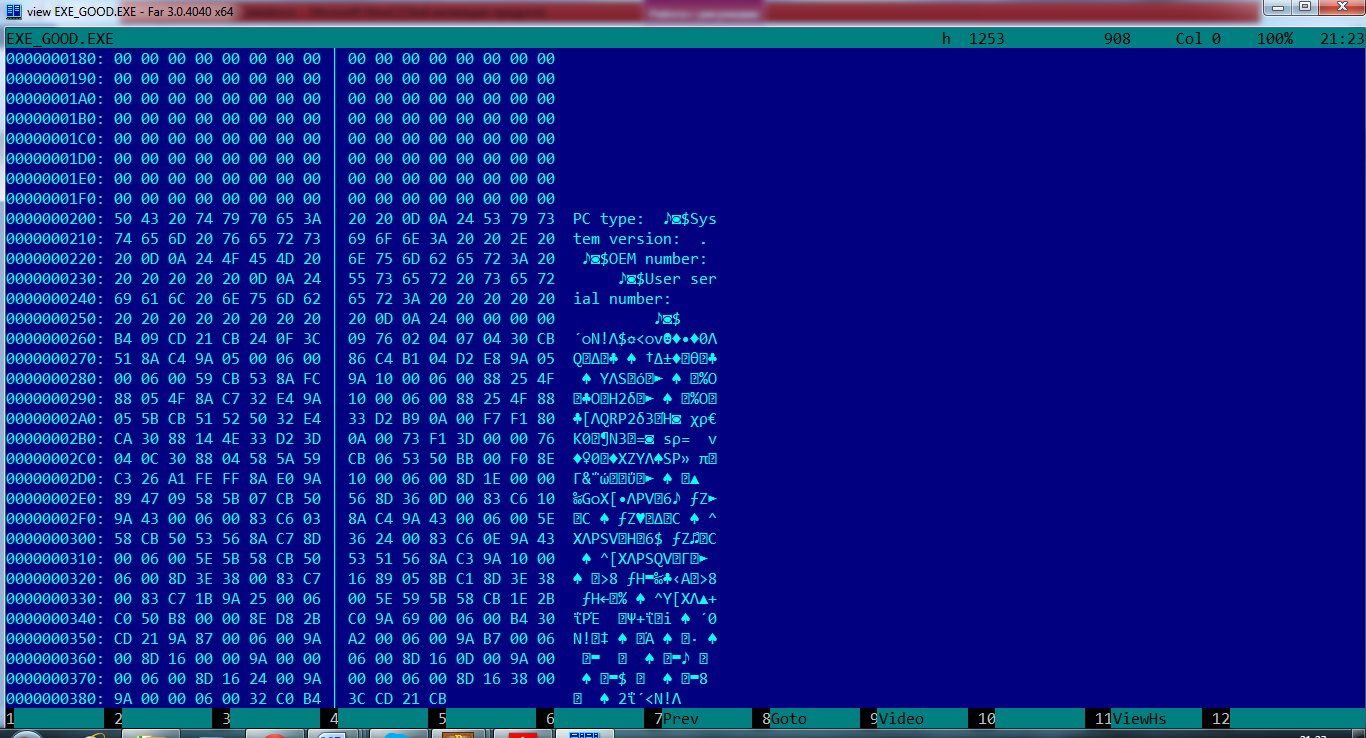 view EXE_GOOD.EXE - Far 3.0.4040 x64
EXE_GOOD.EXE h 1253 908 Col 0 100% 21:23
0000000180: 00 00 00 00 00 00 00 00 │ 00 00 00 00 00 00 00 00
0000000190: 00 00 00 00 00 00 00 00 │ 00 00 00 00 00 00 00 00
00000001A0: 00 00 00 00 00 00 00 00 │ 00 00 00 00 00 00 00 00
00000001B0: 00 00 00 00 00 00 00 00 │ 00 00 00 00 00 00 00 00
00000001C0: 00 00 00 00 00 00 00 00 │ 00 00 00 00 00 00 00 00
00000001D0: 00 00 00 00 00 00 00 00 │ 00 00 00 00 00 00 00 00
00000001E0: 00 00 00 00 00 00 00 00 │ 00 00 00 00 00 00 00 00
00000001F0: 00 00 00 00 00 00 00 00 │ 00 00 00 00 00 00 00 00
0000000200: 50 43 20 74 79 70 65 3A │ 20 20 0D 0A 24 53 79 73 PC type:  ♪◙$Sys
0000000210: 74 65 6D 20 76 65 72 73 │ 69 6F 6E 3A 20 20 2E 20 tem version:  .
0000000220: 20 0D 0A 24 4F 45 4D 20 │ 6E 75 6D 62 65 72 3A 20 ♪◙$OEM number:
0000000230: 20 20 20 20 20 0D 0A 24 │ 55 73 65 72 20 73 65 72 ♪◙$User ser
0000000240: 69 61 6C 20 6E 75 6D 62 │ 65 72 3A 20 20 20 20 20 ial number:
0000000250: 20 20 20 20 20 20 20 20 │ 20 0D 0A 24 00 00 00 00 ♪◙$
0000000260: B4 09 CD 21 CB 24 0F 3C │ 09 76 02 04 07 04 30 CB ΄○Ν!Λ$☼<○v☻♦•♦0Λ
0000000270: 51 8A C4 9A 05 00 06 00 │ 86 C4 B1 04 D2 E8 9A 05
0000000280: 00 06 00 59 CB 53 8A FC │ 9A 10 00 06 00 88 25 4F
0000000290: 88 05 4F 8A C7 32 E4 9A │ 10 00 06 00 88 25 4F 88
00000002A0: 05 5B CB 51 52 50 32 E4 │ 33 D2 B9 0A 00 F7 F1 80
00000002B0: CA 30 88 14 4E 33 D2 3D │ 0A 00 73 F1 3D 00 00 76
00000002C0: 04 0C 30 88 04 58 5A 59 │ CB 06 53 50 BB 00 F0 8E
00000002D0: C3 26 A1 FE FF 8A E0 9A │ 10 00 06 00 8D 1E 00 00
00000002E0: 89 47 09 58 5B 07 CB 50 │ 56 8D 36 0D 00 83 C6 10
00000002F0: 9A 43 00 06 00 83 C6 03 │ 8A C4 9A 43 00 06 00 5E
0000000300: 58 CB 50 53 56 8A C7 8D │ 36 24 00 83 C6 0E 9A 43
0000000310: 00 06 00 5E 5B 58 CB 50 │ 53 51 56 8A C3 9A 10 00
0000000320: 06 00 8D 3E 38 00 83 C7 │ 16 89 05 8B C1 8D 3E 38
0000000330: 00 83 C7 1B 9A 25 00 06 │ 00 5E 59 5B 58 CB 1E 2B
0000000340: C0 50 B8 00 00 8E D8 2B │ C0 9A 69 00 06 00 B4 30
0000000350: CD 21 9A 87 00 06 00 9A │ A2 00 06 00 9A B7 00 06
0000000360: 00 8D 16 00 00 9A 00 00 │ 06 00 8D 16 0D 00 9A 00
0000000370: 00 06 00 8D 16 24 00 9A │ 00 00 06 00 8D 16 38 00
0000000380: 9A 00 00 06 00 32 C0 B4 │ 3C CD 21 CB
1 2 3 4 5 6 7Prev 8Goto 9Video 10 11ViewHs 12